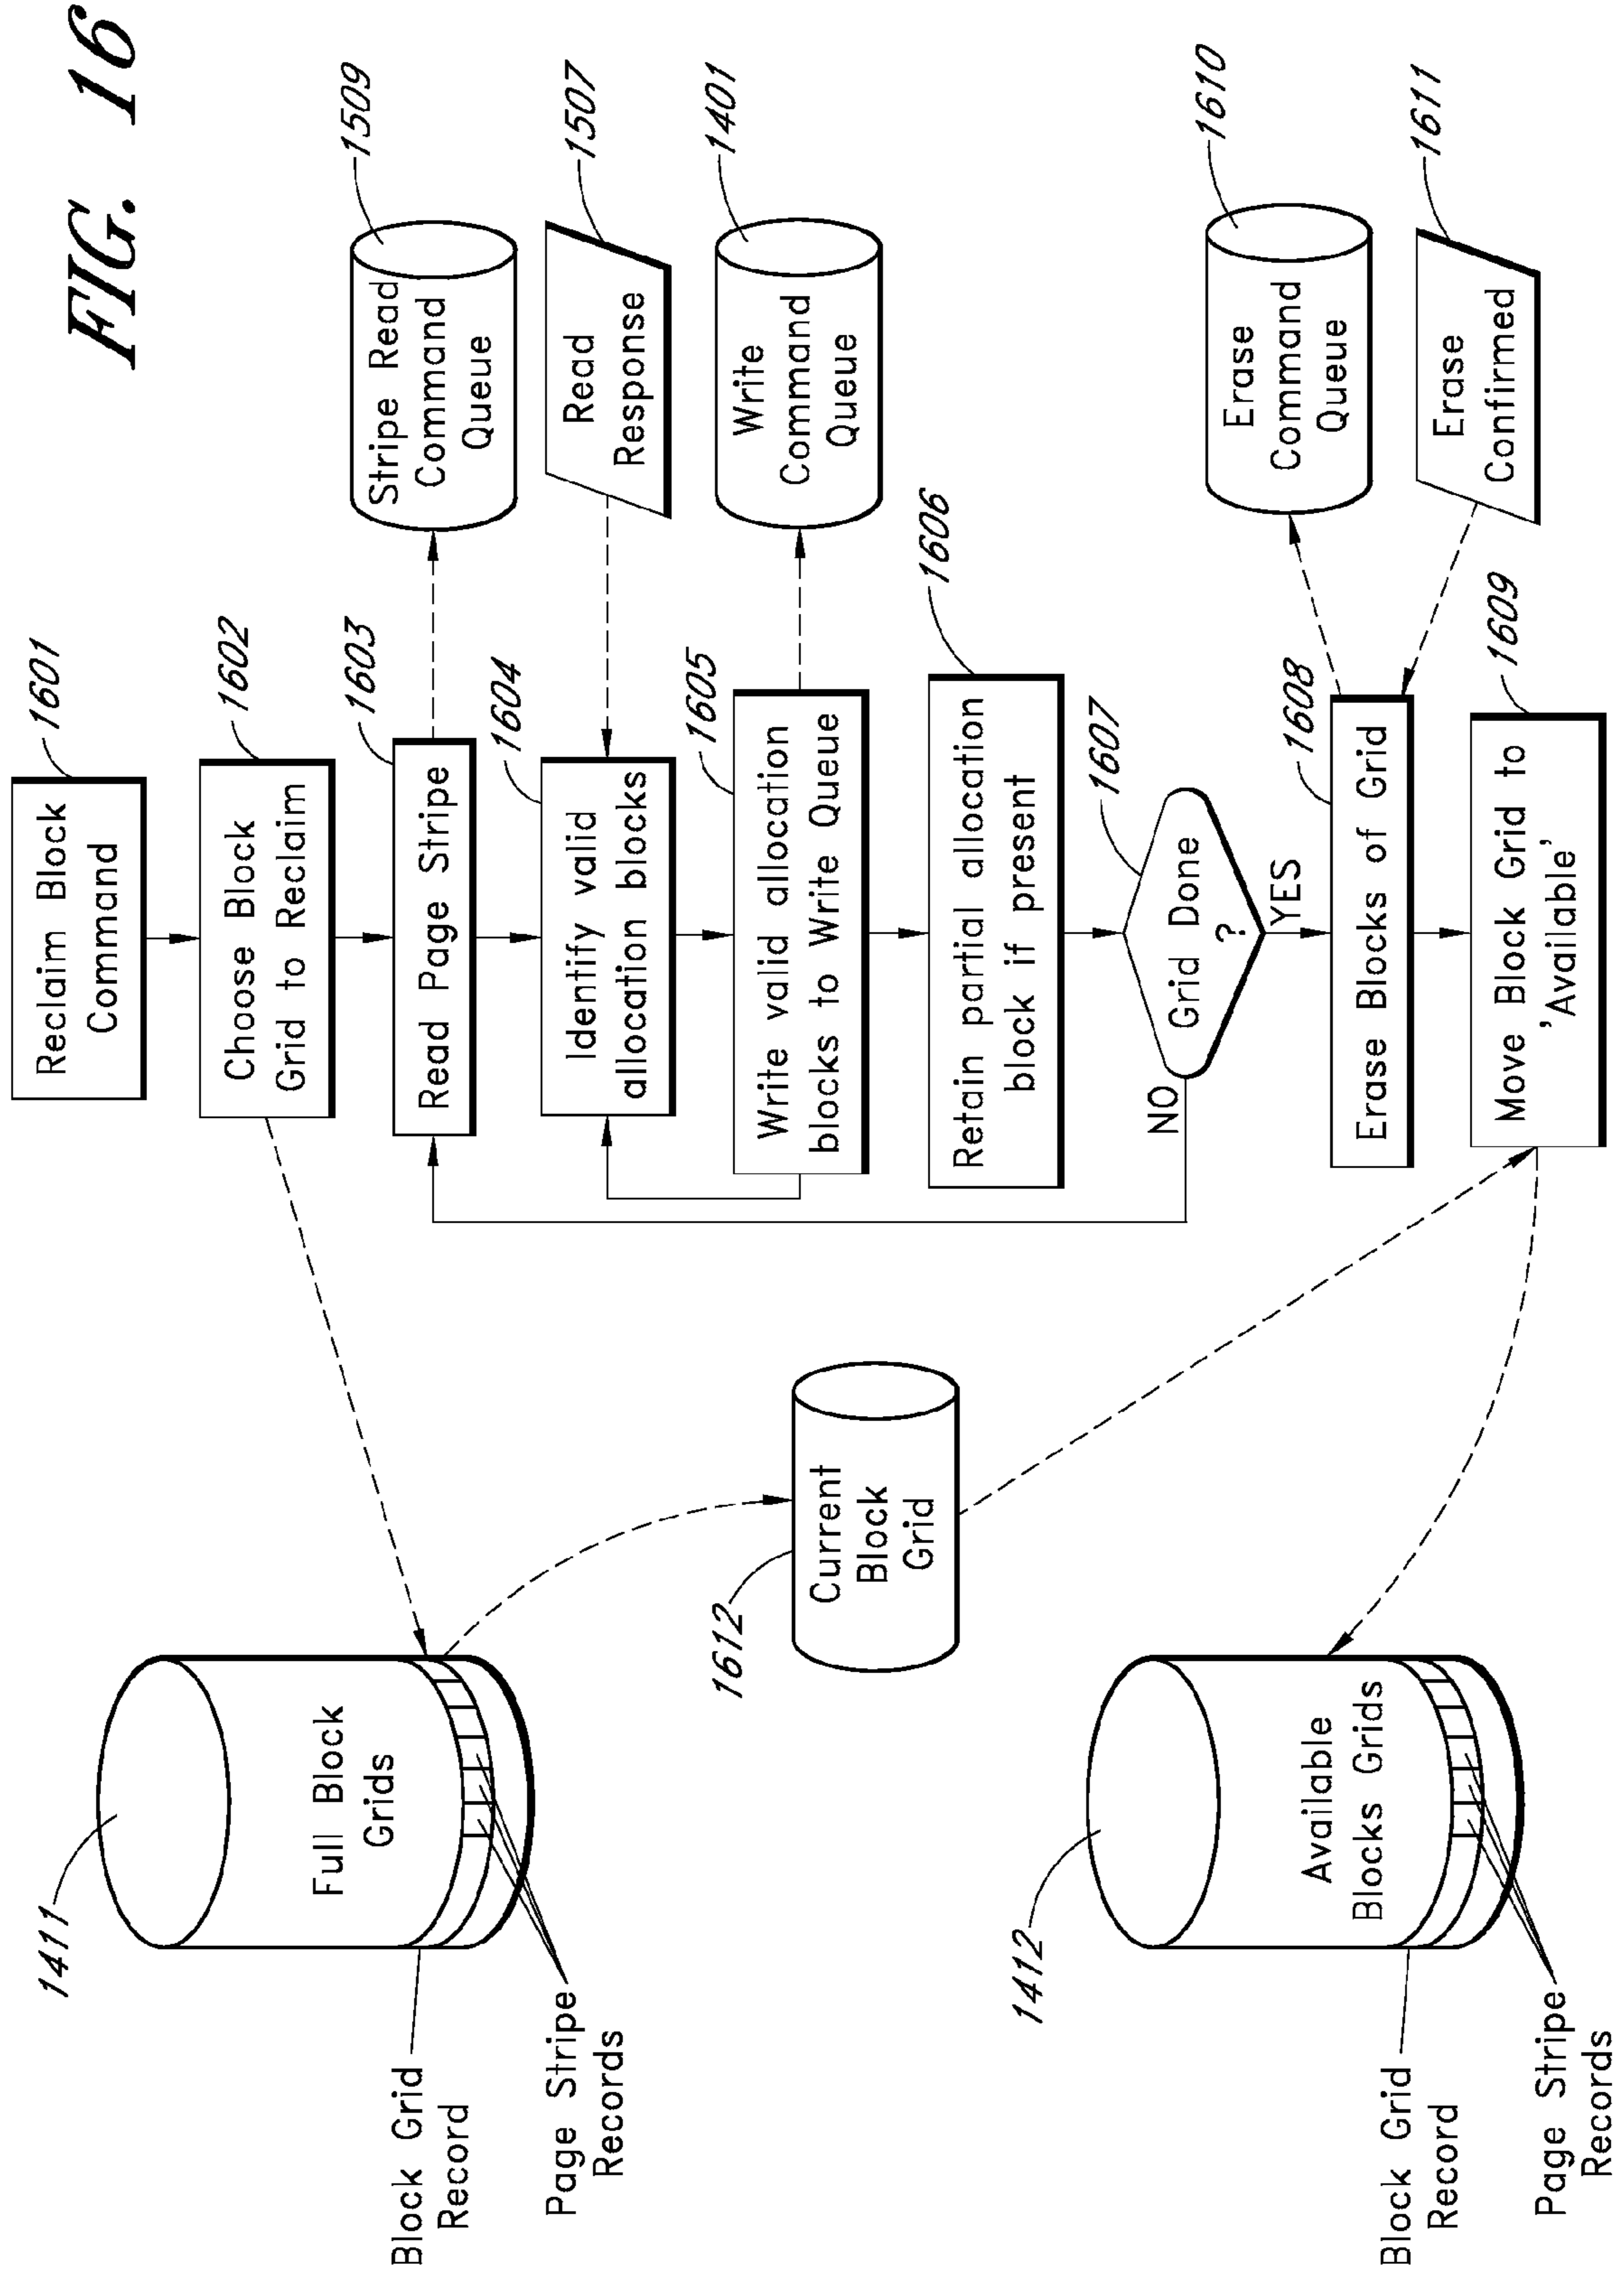 FIG. 16
1601
Reclaim Block
Command
1602
Choose Block
Grid to Reclaim
1603
Read Page Stripe
1509
Stripe Read
Command
Queue
1604
Identify valid
allocation blocks
1507
Read
Response
1605
Write valid allocation
blocks to Write Queue
1401
Write
Command
Queue
1606
Retain partial allocation
block if present
1607
Grid Done
?
NO
YES
1608
Erase Blocks of Grid
1610
Erase
Command
Queue
1611
Erase
Confirmed
1609
Move Block Grid to
'Available'
1411
Full Block
Grids
Block Grid
Record
Page Stripe
Records
1612
Current
Block
Grid
1412
Available
Blocks Grids
Block Grid
Record
Page Stripe
Records